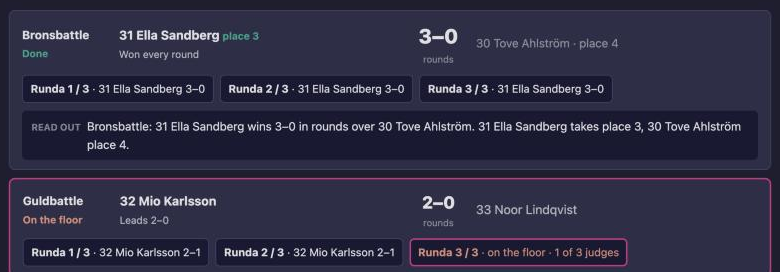 Bronsbattle 31 Ella Sandberg place 3 3–0 30 Tove Ahlström · place 4
Done Won every round rounds
Runda 1 / 3 · 31 Ella Sandberg 3–0 Runda 2 / 3 · 31 Ella Sandberg 3–0 Runda 3 / 3 · 31 Ella Sandberg 3–0
READ OUT Bronsbattle: 31 Ella Sandberg wins 3–0 in rounds over 30 Tove Ahlström. 31 Ella Sandberg takes place 3, 30 Tove Ahlström
place 4.
Guldbattle 32 Mio Karlsson 2–0 33 Noor Lindqvist
On the floor Leads 2–0 rounds
Runda 1 / 3 · 32 Mio Karlsson 2–1 Runda 2 / 3 · 32 Mio Karlsson 2–1 Runda 3 / 3 · on the floor · 1 of 3 judges